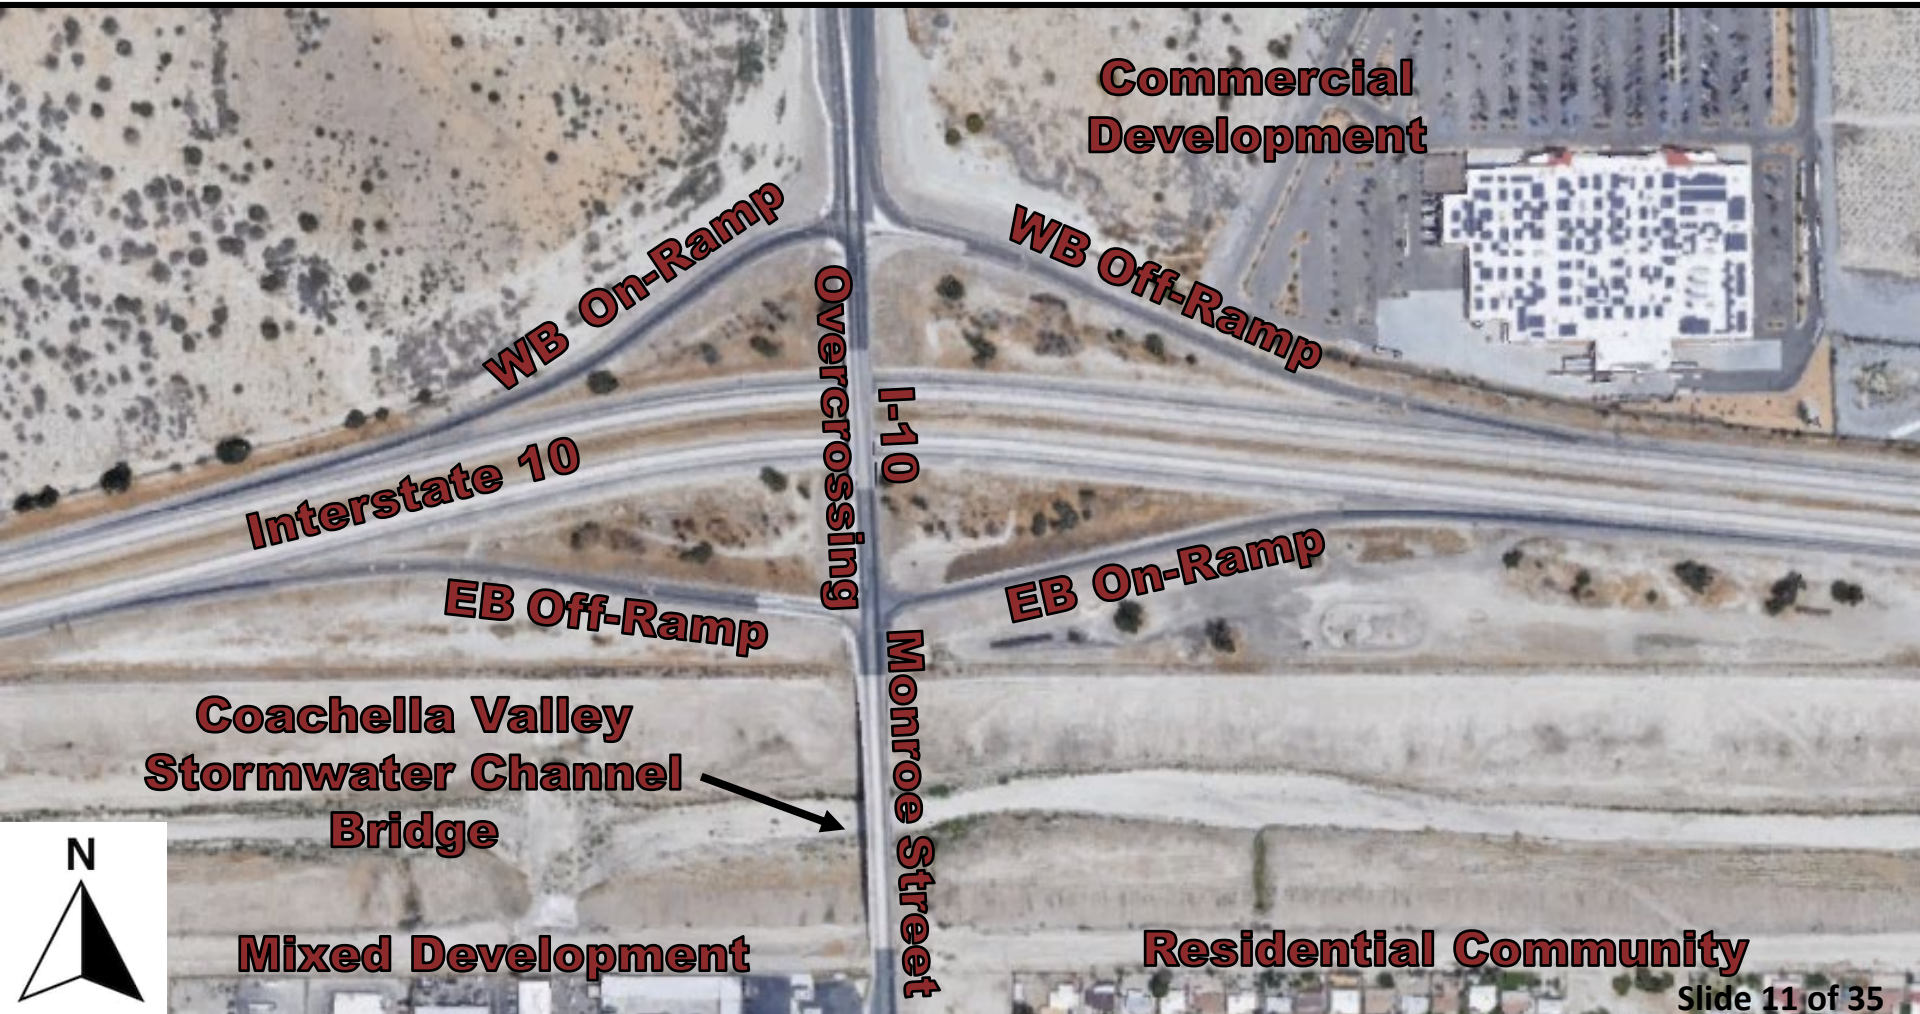 Commercial
Development
WB On-Ramp
WB Off-Ramp
I-10
Overcrossing
Interstate 10
EB Off-Ramp
EB On-Ramp
Monroe Street
Coachella Valley
Stormwater Channel
Bridge
N
Mixed Development
Residential Community
Slide 11 of 35